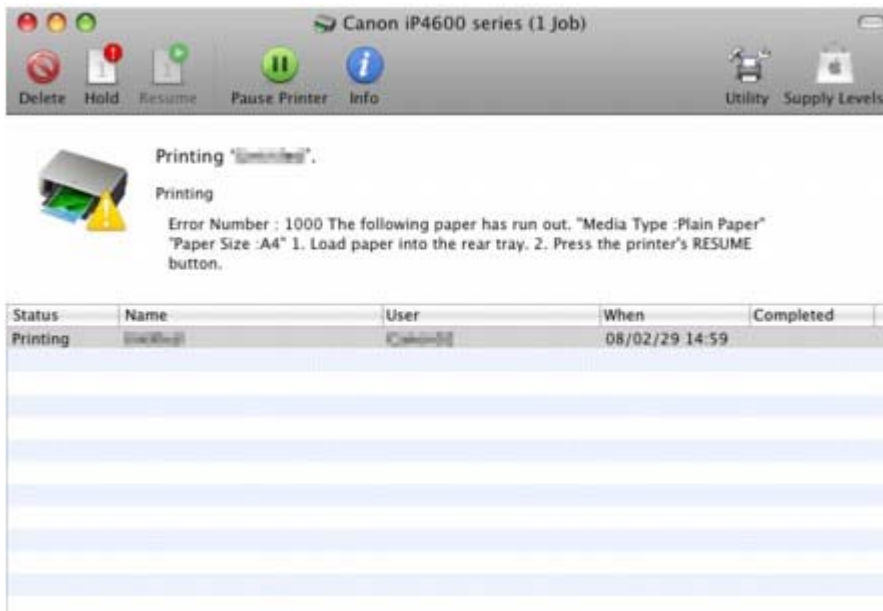 Canon iP4600 series (1 Job)
Delete Hold Resume Pause Printer Info Utility Supply Levels
Printing " ".
Printing
Error Number : 1000 The following paper has run out. "Media Type :Plain Paper"
"Paper Size :A4" 1. Load paper into the rear tray. 2. Press the printer's RESUME
button.
Status Name User When Completed
Printing 08/02/29 14:59